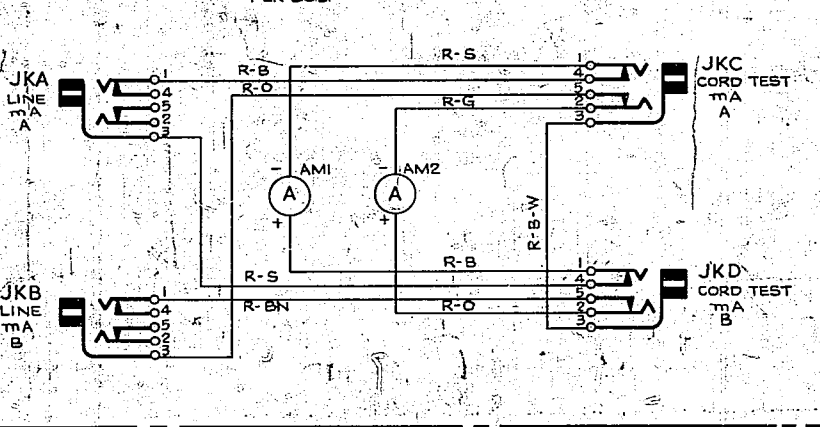 JKA
LINE
mA
A
1
4
5
2
3
R-B
R-O
R-S
R-G
1
4
5
2
3
JKC
CORD TEST
mA
A
-
AM1
A
+
-
AM2
A
+
R-B-W
JKB
LINE
mA
B
1
4
5
2
3
R-S
R-BN
R-B
R-O
1
4
5
2
3
JKD
CORD TEST
mA
B